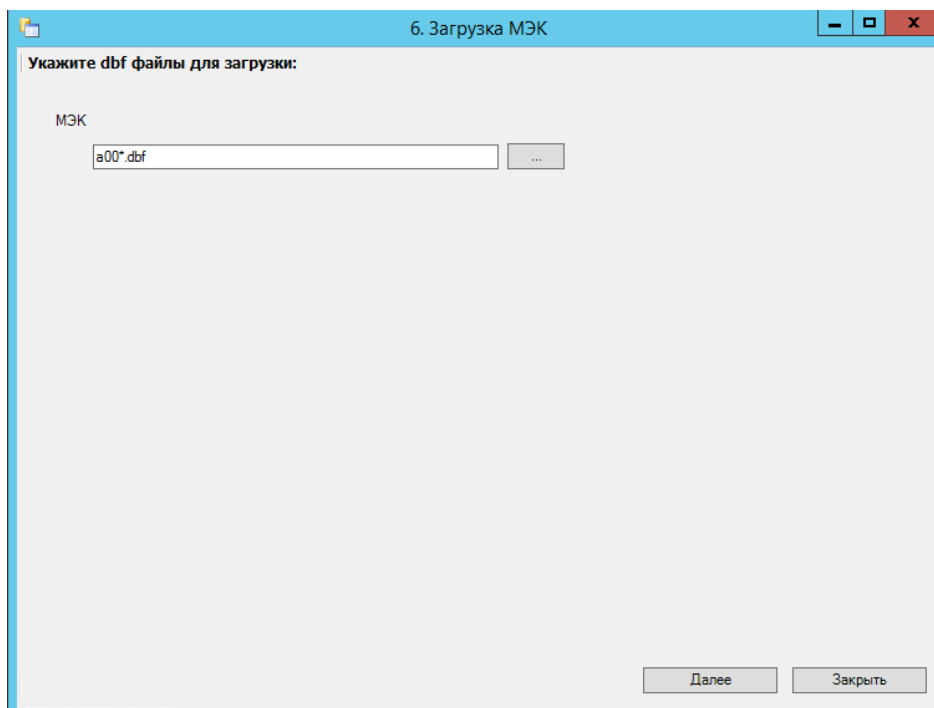 6. Загрузка МЭК
Укажите dbf файлы для загрузки:
МЭК
a00*.dbf
...
Далее
Закрыть